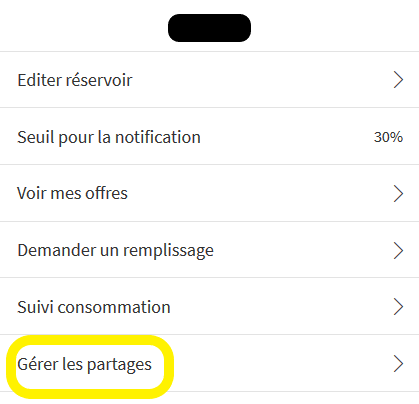 Editer réservoir
Seuil pour la notification 30%
Voir mes offres
Demander un remplissage
Suivi consommation
Gérer les partages